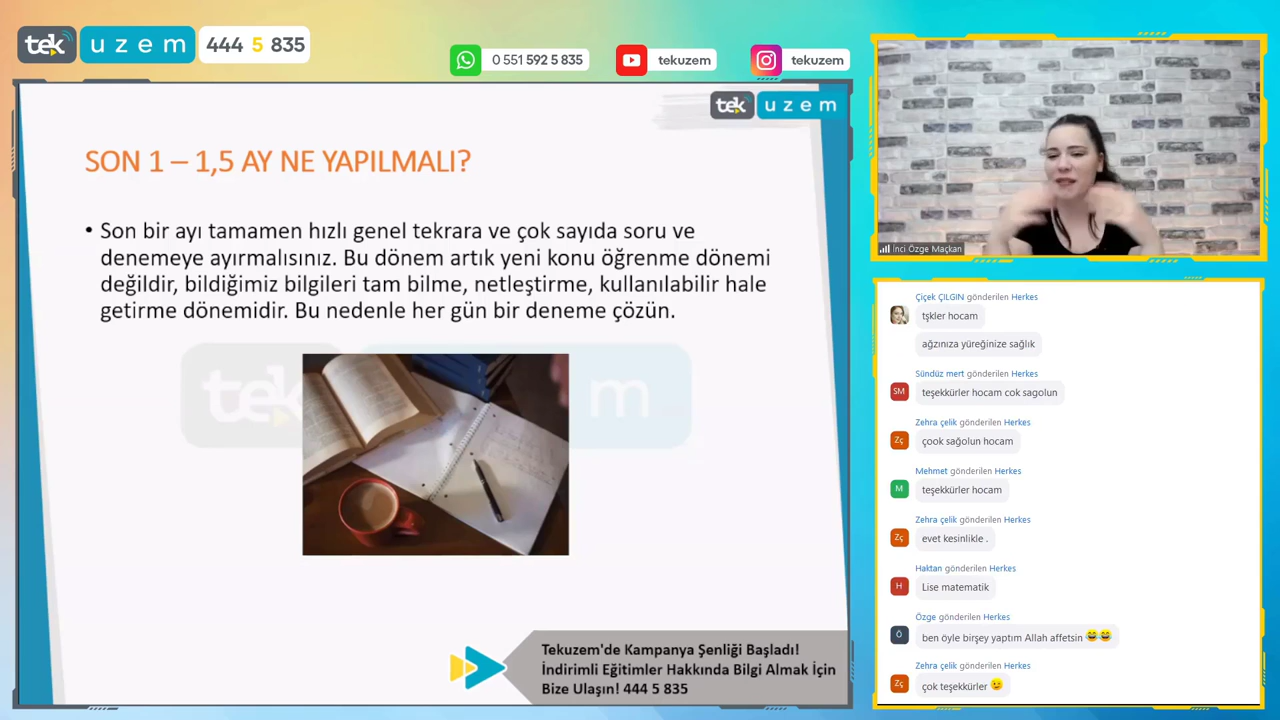 tek uzem 444 5 835
0 551 592 5 835
tekuzem
tekuzem
tek uzem
SON 1 – 1,5 AY NE YAPILMALI?
• Son bir ayı tamamen hızlı genel tekrara ve çok sayıda soru ve
denemeye ayırmalısınız. Bu dönem artık yeni konu öğrenme dönemi
değildir, bildiğimiz bilgileri tam bilme, netleştirme, kullanılabilir hale
getirme dönemidir. Bu nedenle her gün bir deneme çözün.
tek m
Tekuzem'de Kampanya Şenliği Başladı!
İndirimli Eğitimler Hakkında Bilgi Almak İçin
Bize Ulaşın! 444 5 835
İnci Özge Maçkan
Çiçek ÇILGIN gönderilen Herkes
tşkler hocam
ağzınıza yüreğinize sağlık
Sündüz mert gönderilen Herkes
SM
teşekkürler hocam cok sagolun
Zehra çelik gönderilen Herkes
Zç
çook sağolun hocam
Mehmet gönderilen Herkes
M
teşekkürler hocam
Zehra çelik gönderilen Herkes
Zç
evet kesinlikle .
Haktan gönderilen Herkes
H
Lise matematik
Özge gönderilen Herkes
Ö
ben öyle birşey yaptım Allah affetsin 😂😂
Zehra çelik gönderilen Herkes
Zç
çok teşekkürler 😉